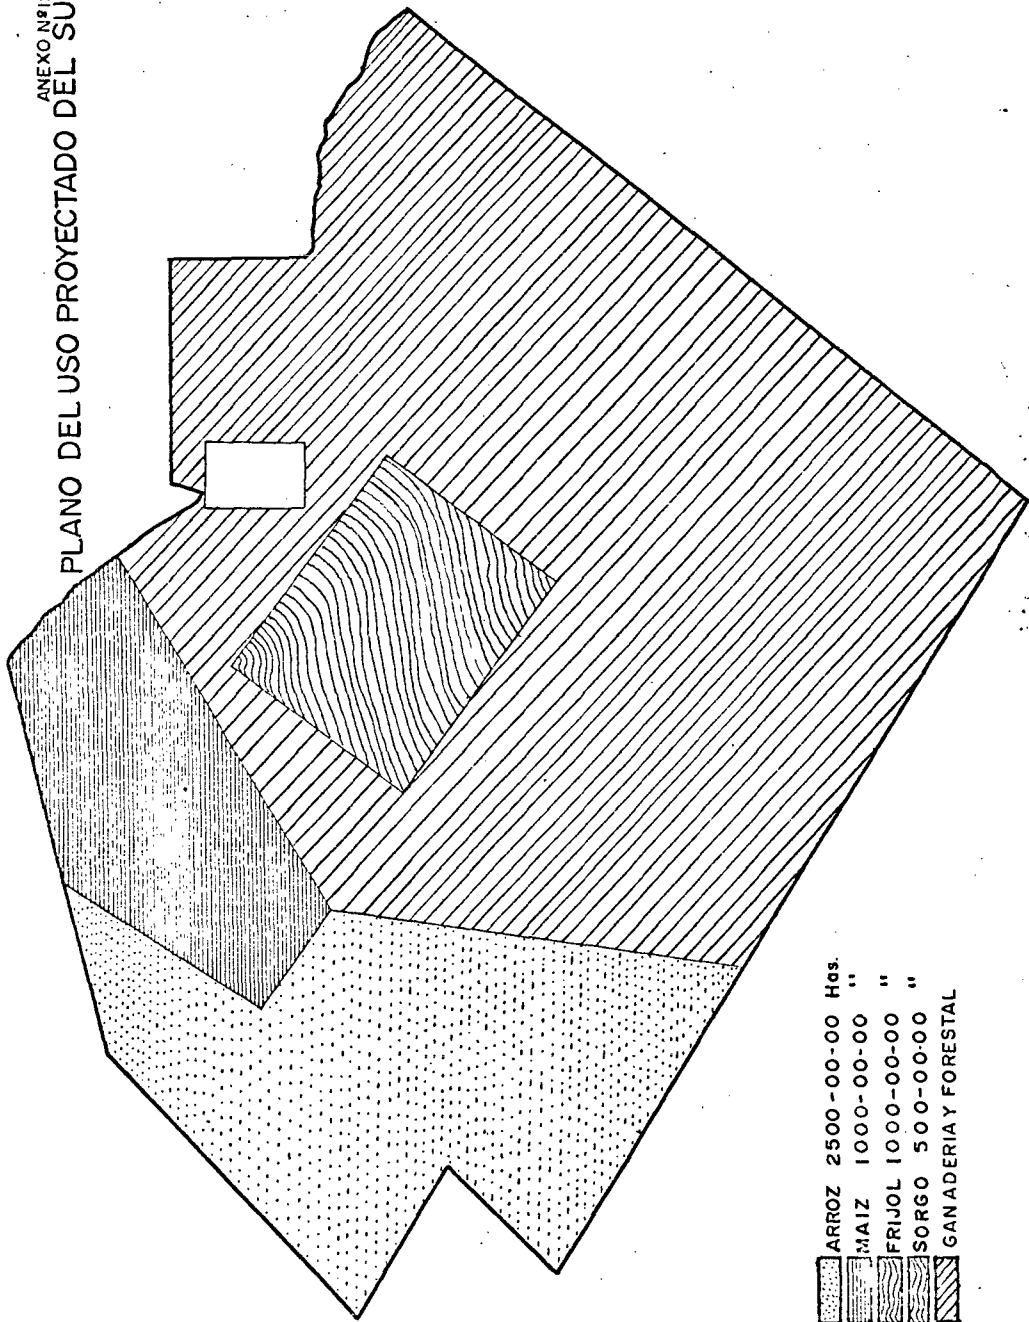 ANEXO Nº1
PLANO DEL USO PROYECTADO DEL SU
ARROZ 2500-00-00 Has.
MAIZ 1000-00-00 "
FRIJOL 1000-00-00 "
SORGO 500-00-00 "
GANADERIA Y FORESTAL